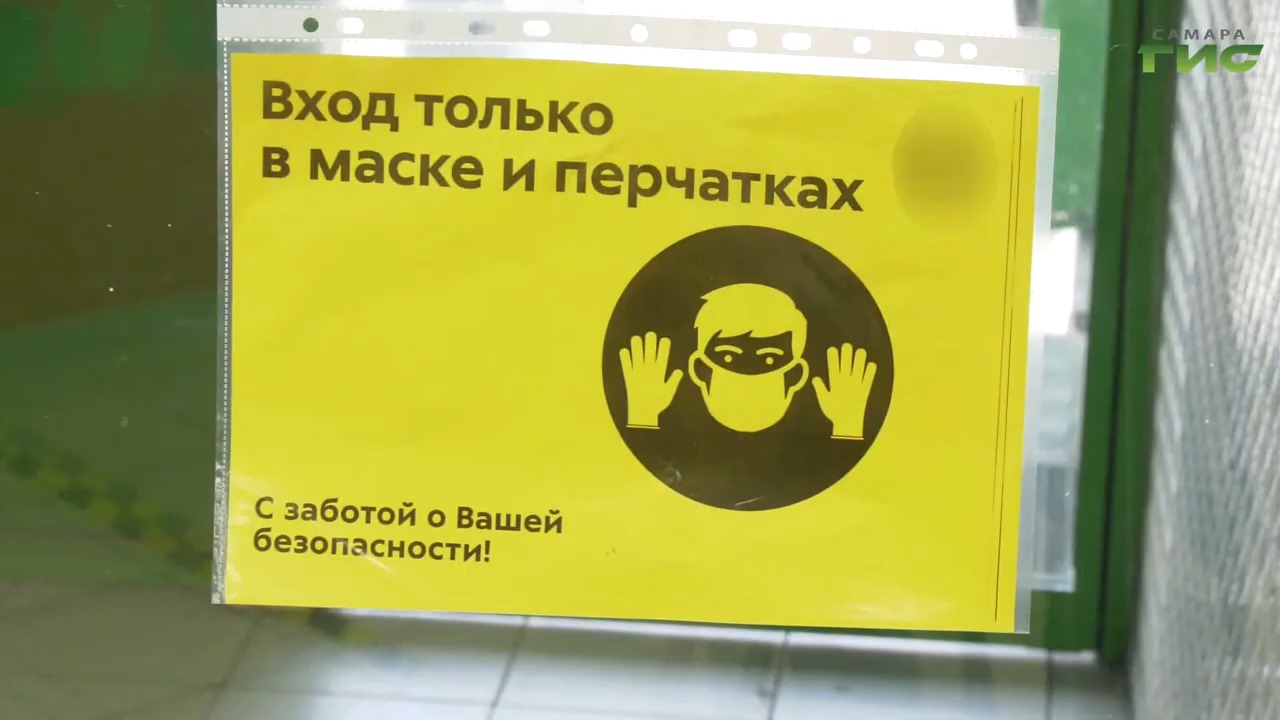 САМАРА
ГИС
Вход только
в маске и перчатках
С заботой о Вашей
безопасности!